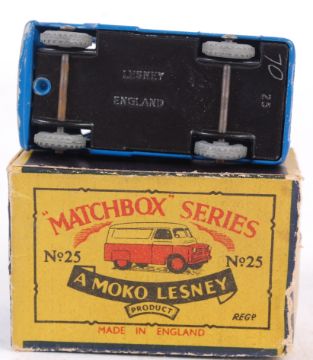 LESNEY
ENGLAND
70
25
"MATCHBOX" SERIES
No25 No25
A MOKO LESNEY
PRODUCT
REGD
MADE IN ENGLAND